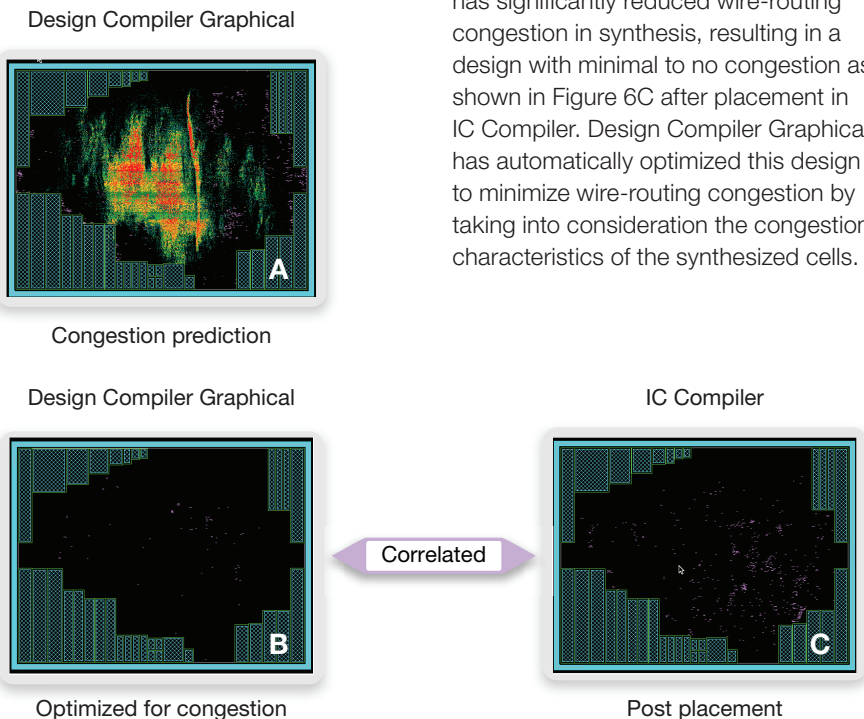 Design Compiler Graphical
A
Congestion prediction
has significantly reduced wire-routing
congestion in synthesis, resulting in a
design with minimal to no congestion as
shown in Figure 6C after placement in
IC Compiler. Design Compiler Graphical
has automatically optimized this design
to minimize wire-routing congestion by
taking into consideration the congestion
characteristics of the synthesized cells.
Design Compiler Graphical
B
Optimized for congestion
Correlated
IC Compiler
C
Post placement